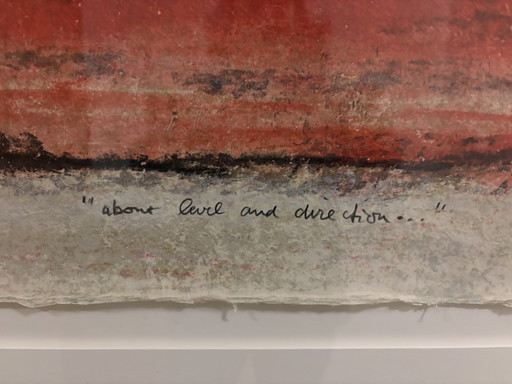 "about level and direction..."